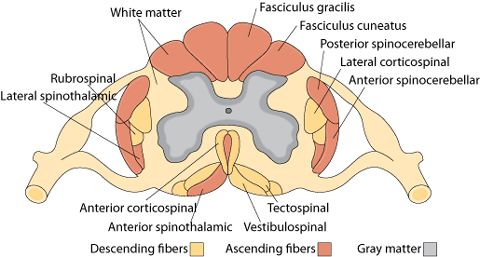 Fasciculus gracilis
White matter
Fasciculus cuneatus
Posterior spinocerebellar
Rubrospinal
Lateral corticospinal
Anterior spinocerebellar
Lateral spinothalamic
Anterior corticospinal
Tectospinal
Anterior spinothalamic
Vestibulospinal
Descending fibers
Ascending fibers
Gray matter